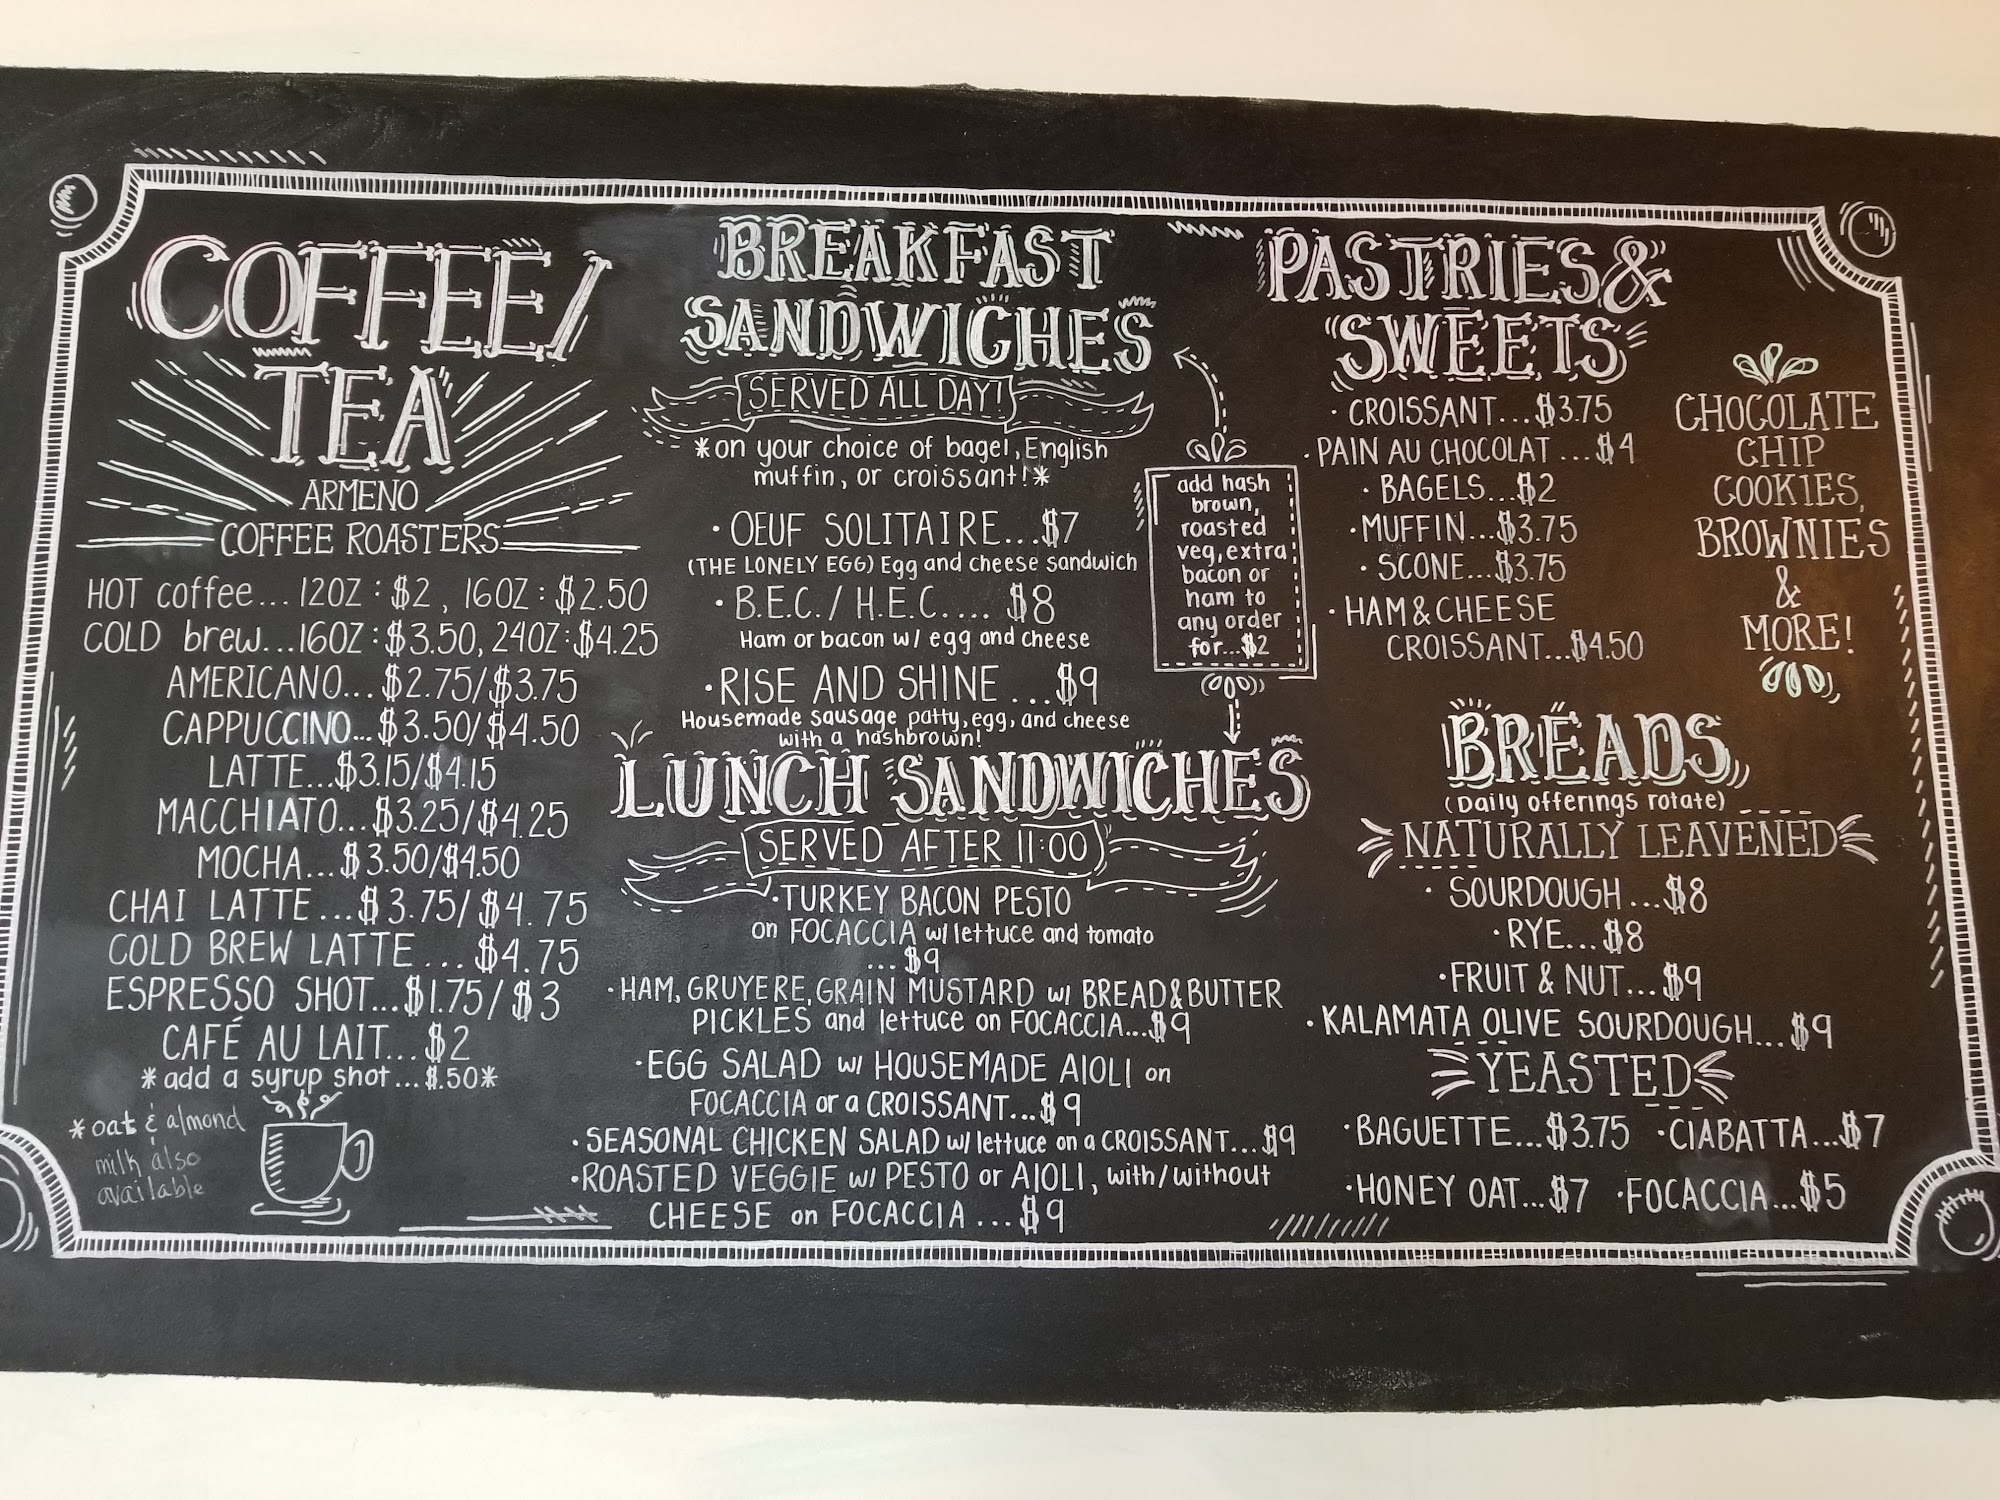 COFFEE/
TEA
ARMENO
COFFEE ROASTERS
HOT coffee... 12OZ: $2, 16OZ: $2.50
COLD brew...16OZ: $3.50, 24OZ: $4.25
AMERICANO...$2.75/$3.75
CAPPUCCINO...$3.50/$4.50
LATTE...$3.15/$4.15
MACCHIATO...$3.25/$4.25
MOCHA...$3.50/$4.50
CHAI LATTE...$3.75/$4.75
COLD BREW LATTE...$4.75
ESPRESSO SHOT...$1.75/$3
CAFÉ AU LAIT...$2
*add a syrup shot...$.50*
*oat & almond
milk also
available
BREAKFAST
SANDWICHES
SERVED ALL DAY!
*on your choice of bagel, English
muffin, or croissant!*
·OEUF SOLITAIRE...$7
(THE LONELY EGG) Egg and cheese sandwich
·B.E.C./H.E.C.... $8
Ham or bacon w/ egg and cheese
·RISE AND SHINE...$9
Housemade sausage patty, egg, and cheese
with a hashbrown!
add hash
brown,
roasted
veg, extra
bacon or
ham to
any order
for...$2
LUNCH SANDWICHES
SERVED AFTER 11:00
·TURKEY BACON PESTO
on FOCACCIA w/ lettuce and tomato
...$9
·HAM, GRUYERE, GRAIN MUSTARD w/ BREAD & BUTTER
PICKLES and lettuce on FOCACCIA...$9
·EGG SALAD w/ HOUSEMADE AIOLI on
FOCACCIA or a CROISSANT...$9
·SEASONAL CHICKEN SALAD w/ lettuce on a CROISSANT...$9
·ROASTED VEGGIE w/ PESTO or AIOLI, with/without
CHEESE on FOCACCIA...$9
PASTRIES &
SWEETS
·CROISSANT...$3.75
·PAIN AU CHOCOLAT...$4
·BAGELS...$2
·MUFFIN...$3.75
·SCONE...$3.75
·HAM & CHEESE
CROISSANT...$4.50
CHOCOLATE
CHIP
COOKIES,
BROWNIES
&
MORE!
BREADS
(Daily offerings rotate)
NATURALLY LEAVENED
·SOURDOUGH...$8
·RYE...$8
·FRUIT & NUT...$9
·KALAMATA OLIVE SOURDOUGH...$9
YEASTED
·BAGUETTE...$3.75 ·CIABATTA...$7
·HONEY OAT...$7 ·FOCACCIA...$5